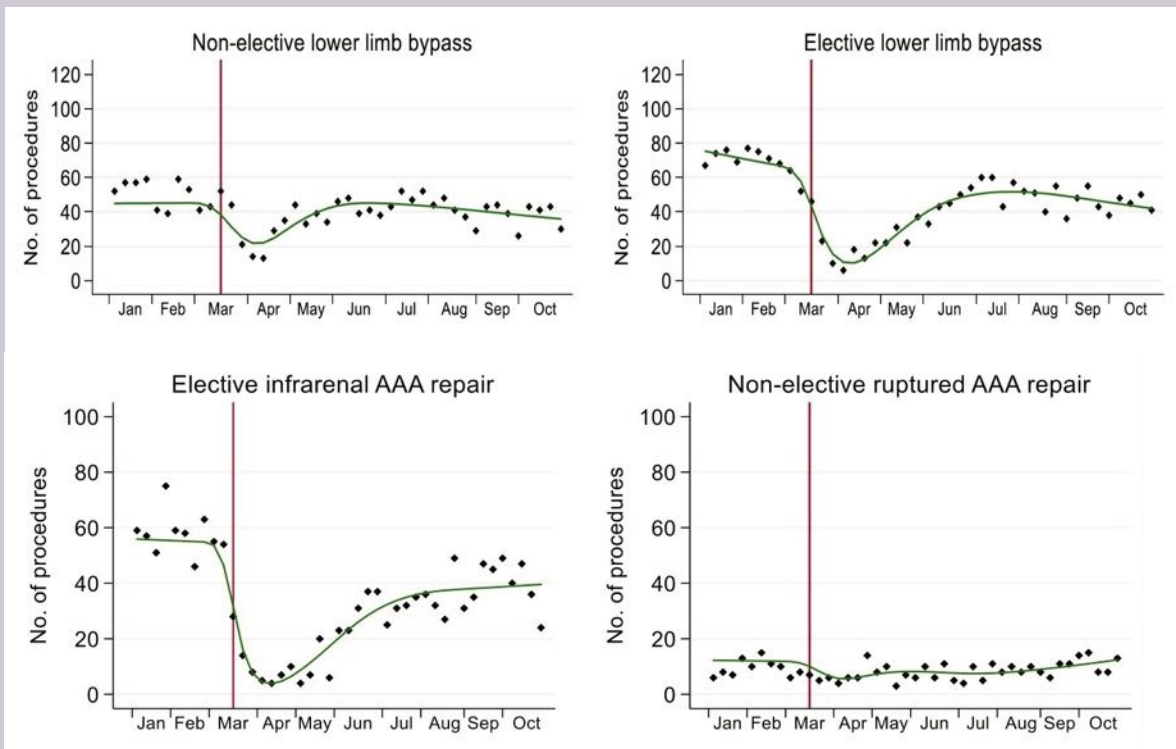 Non-elective lower limb bypass
No. of procedures
120
100
80
60
40
20
0
Jan Feb Mar Apr May Jun Jul Aug Sep Oct
Elective lower limb bypass
No. of procedures
120
100
80
60
40
20
0
Jan Feb Mar Apr May Jun Jul Aug Sep Oct
Elective infrarenal AAA repair
No. of procedures
100
80
60
40
20
0
Jan Feb Mar Apr May Jun Jul Aug Sep Oct
Non-elective ruptured AAA repair
No. of procedures
100
80
60
40
20
0
Jan Feb Mar Apr May Jun Jul Aug Sep Oct